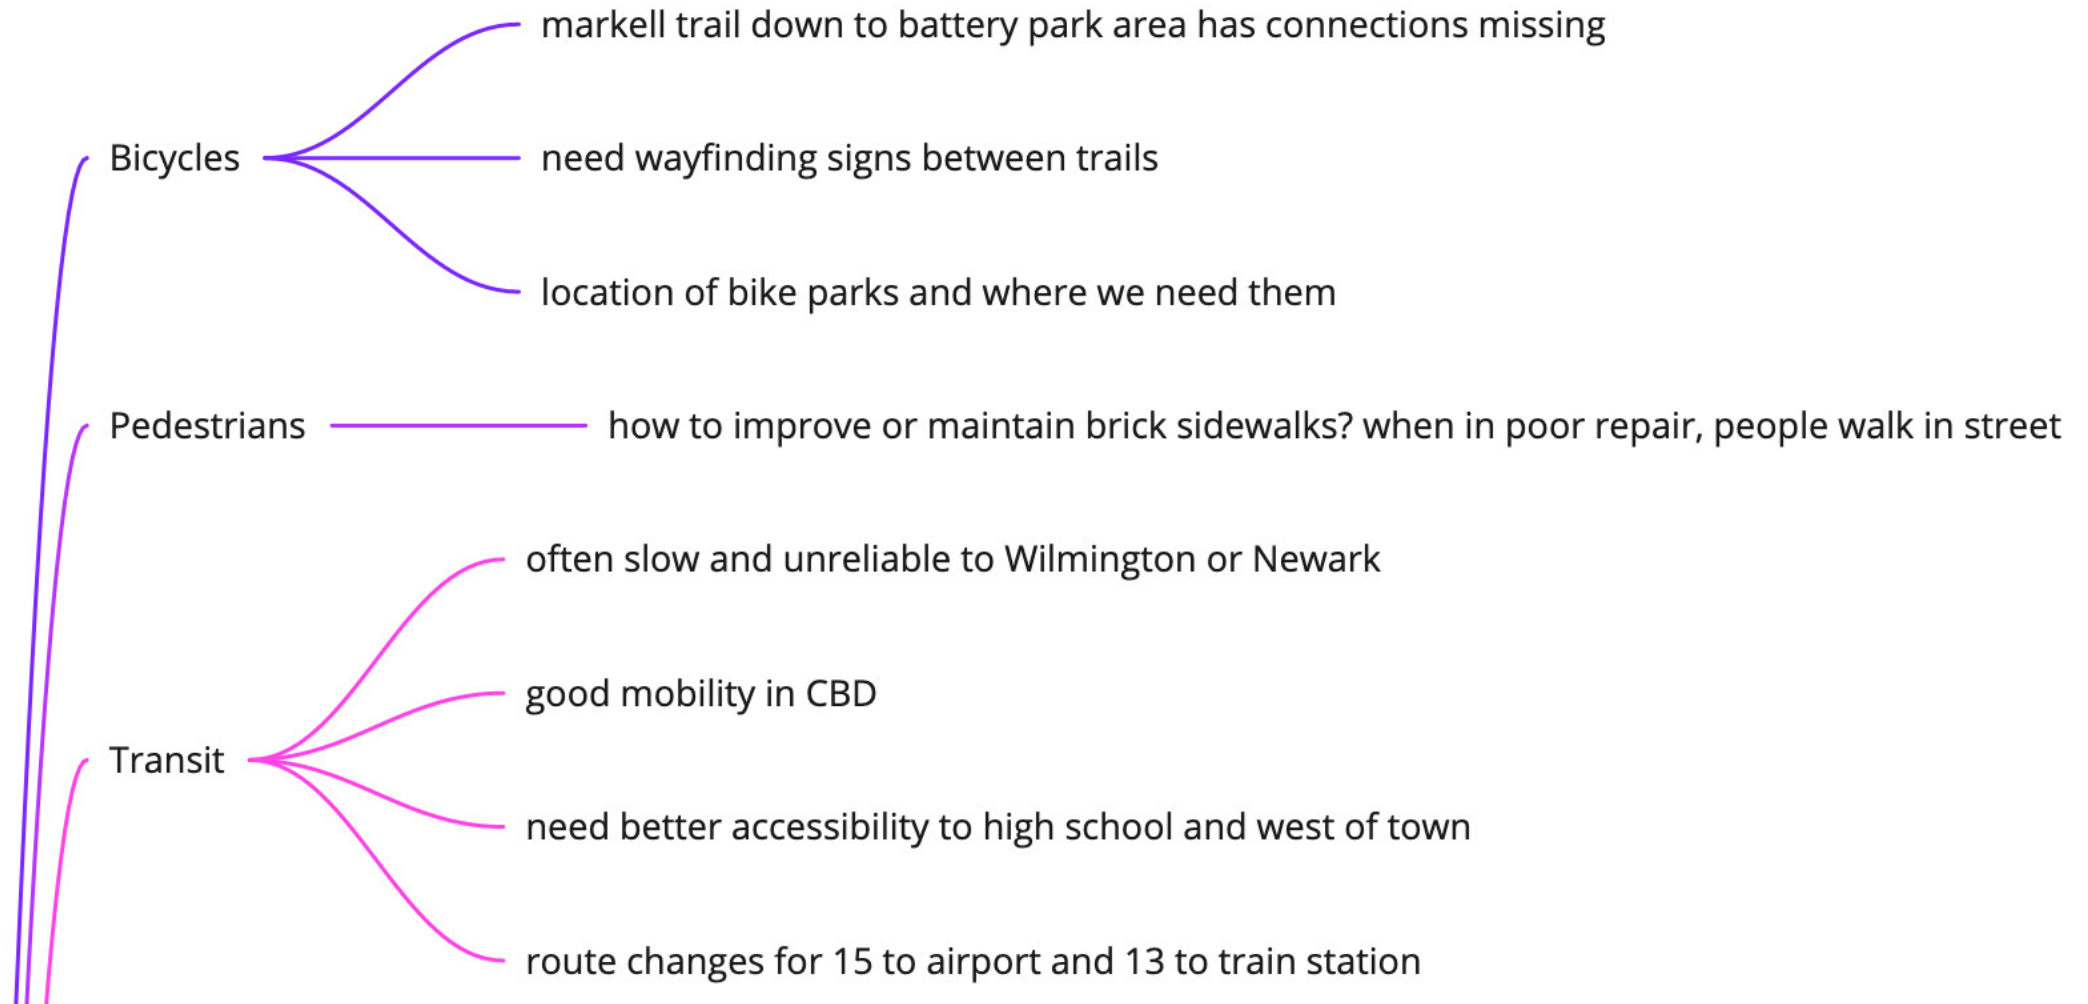 markell trail down to battery park area has connections missing
Bicycles
need wayfinding signs between trails
location of bike parks and where we need them
Pedestrians
how to improve or maintain brick sidewalks? when in poor repair, people walk in street
often slow and unreliable to Wilmington or Newark
good mobility in CBD
Transit
need better accessibility to high school and west of town
route changes for 15 to airport and 13 to train station